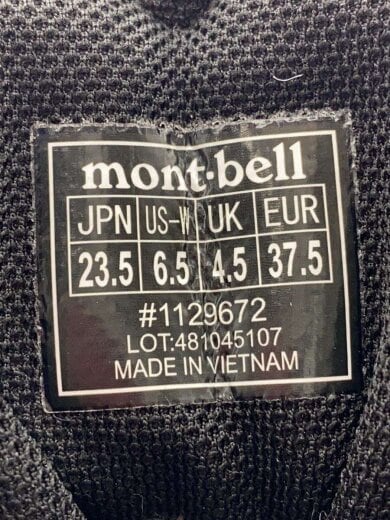 mont·bell
JPN US-W UK EUR
23.5 6.5 4.5 37.5
#1129672
LOT:481045107
MADE IN VIETNAM